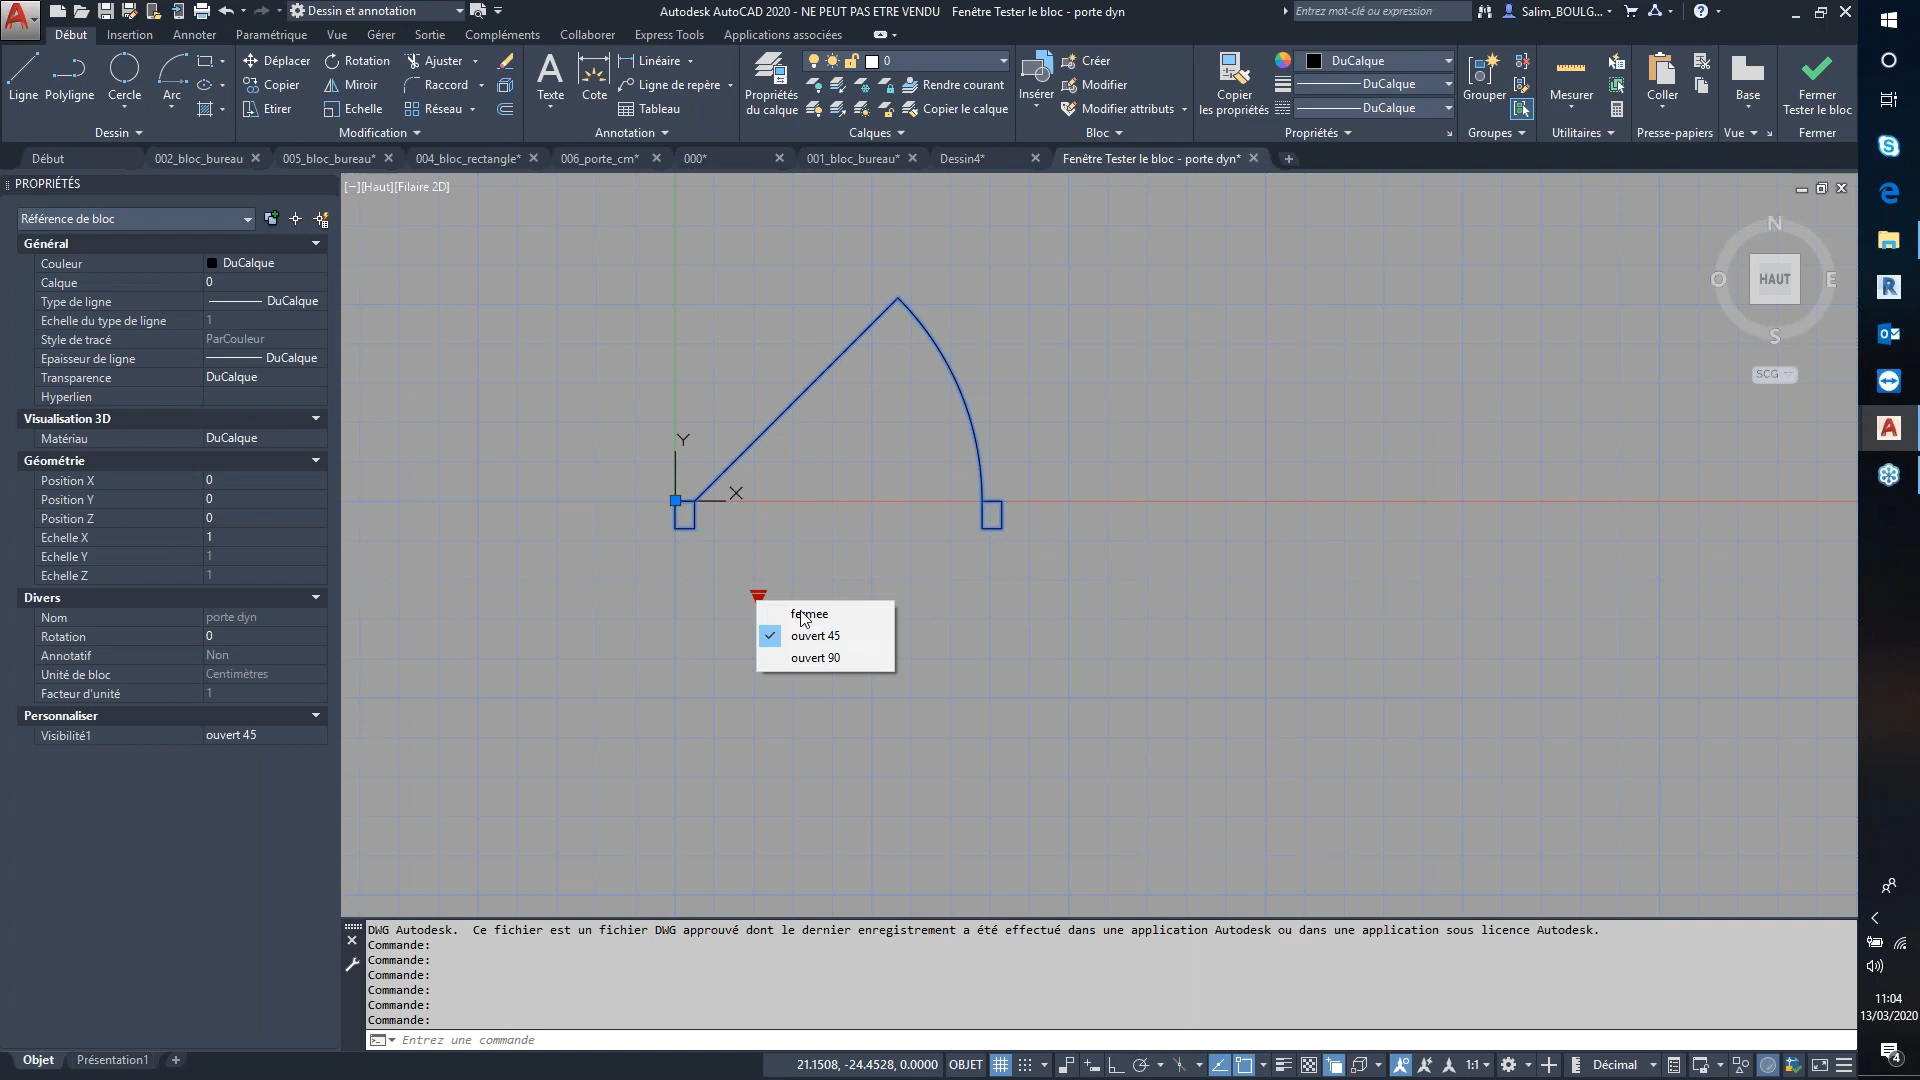 Dessin et annotation
Autodesk AutoCAD 2020 - NE PEUT PAS ETRE VENDU Fenêtre Tester le bloc - porte dyn
Entrez mot-clé ou expression
Salim_BOULG...
Début Insertion Annoter Paramétrique Vue Gérer Sortie Compléments Collaborer Express Tools Applications associées
Ligne Polyligne Cercle Arc
Déplacer Rotation Ajuster
Copier Miroir Raccord
Etirer Echelle Réseau
Texte Cote
Linéaire
Ligne de repère
Tableau
Propriétés du calque
0
Rendre courant
Copier le calque
Insérer
Créer
Modifier
Modifier attributs
Copier les propriétés
DuCalque
DuCalque
DuCalque
Grouper
Mesurer
Coller
Base
Fermer Tester le bloc
Dessin Modification Annotation Calques Bloc Propriétés Groupes Utilitaires Presse-papiers Vue Fermer
Début 002_bloc_bureau 005_bloc_bureau* 004_bloc_rectangle* 006_porte_cm* 000* 001_bloc_bureau* Dessin4* Fenêtre Tester le bloc - porte dyn*
PROPRIÉTÉS
[−][Haut][Filaire 2D]
Référence de bloc
Général
Couleur DuCalque
Calque 0
Type de ligne DuCalque
Echelle du type de ligne 1
Style de tracé ParCouleur
Epaisseur de ligne DuCalque
Transparence DuCalque
Hyperlien
Visualisation 3D
Matériau DuCalque
Géométrie
Position X 0
Position Y 0
Position Z 0
Echelle X 1
Echelle Y 1
Echelle Z 1
Divers
Nom porte dyn
Rotation 0
Annotatif Non
Unité de bloc Centimètres
Facteur d'unité 1
Personnaliser
Visibilité1 ouvert 45
N
O HAUT E
S
SCG
Y
X
fermee
ouvert 45
ouvert 90
DWG Autodesk. Ce fichier est un fichier DWG approuvé dont le dernier enregistrement a été effectué dans une application Autodesk ou dans une application sous licence Autodesk.
Commande:
Commande:
Commande:
Commande:
Commande:
Commande:
Entrez une commande
Objet Présentation1 +
21.1508, -24.4528, 0.0000 OBJET
1:1
Décimal
11:04
13/03/2020
4